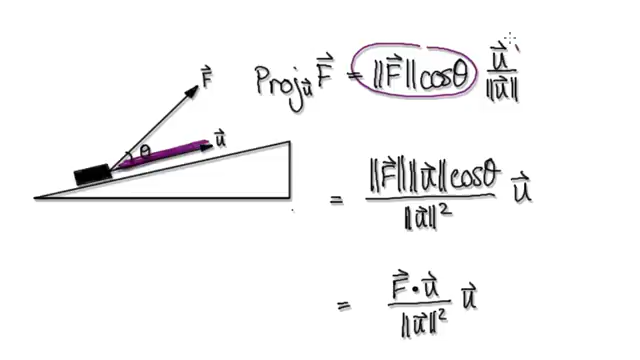 F⃗
θ
u⃗
Proj_u⃗ F⃗ = ‖F⃗‖cosθ u⃗/‖u⃗‖
= ‖F⃗‖‖u⃗‖cosθ/‖u⃗‖² u⃗
= F⃗·u⃗/‖u⃗‖² u⃗